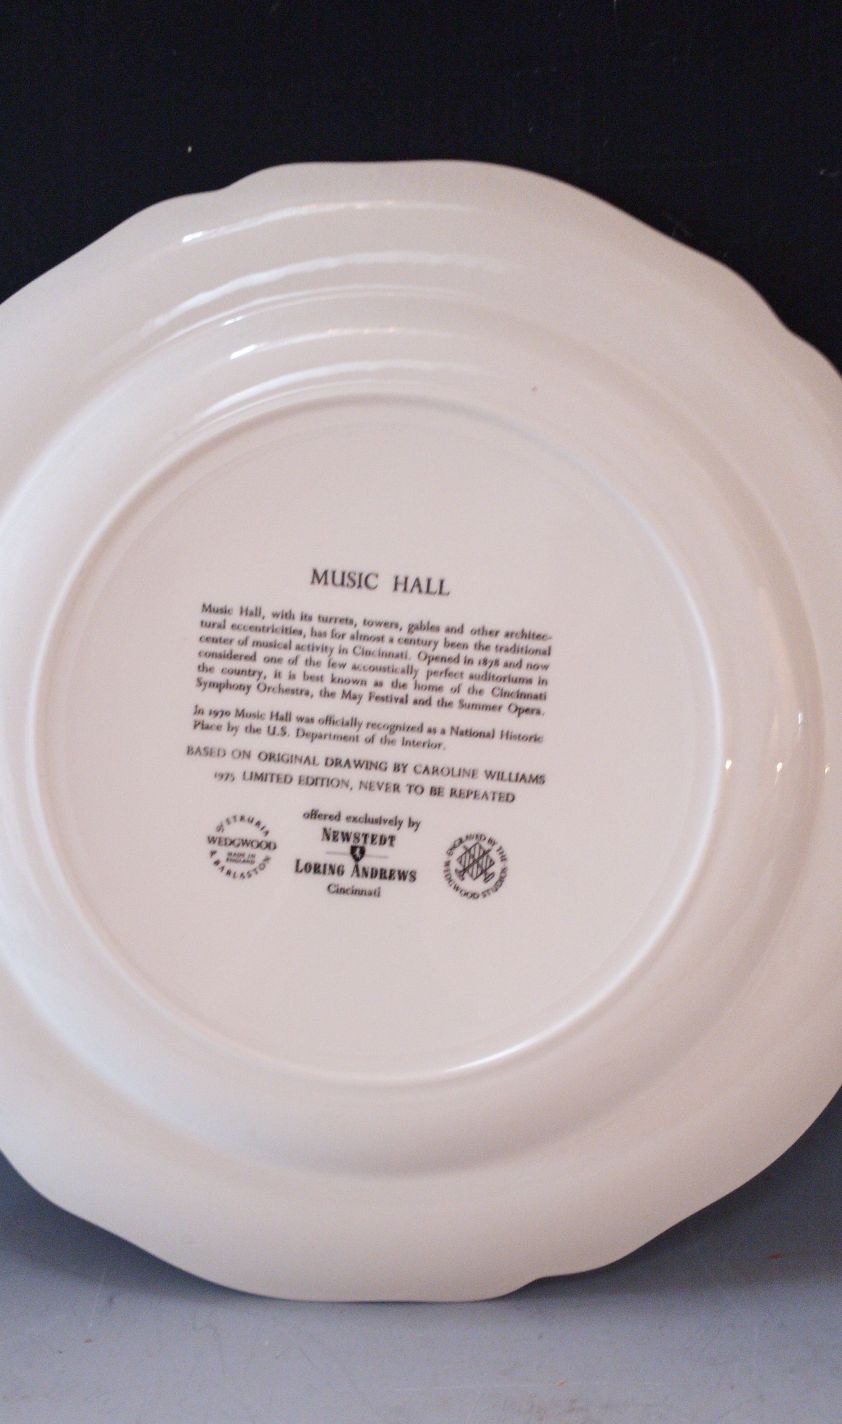 MUSIC HALL
Music Hall, with its turrets, towers, gables and other architec-
tural eccentricities, has for almost a century been the traditional
center of musical activity in Cincinnati. Opened in 1878 and now
considered one of the few accoustically perfect auditoriums in
the country, it is best known as the home of the Cincinnati
Symphony Orchestra, the May Festival and the Summer Opera.
In 1970 Music Hall was officially recognized as a National Historic
Place by the U.S. Department of the Interior.
BASED ON ORIGINAL DRAWING BY CAROLINE WILLIAMS
1975 LIMITED EDITION, NEVER TO BE REPEATED
of ETRURIA
WEDGWOOD
MADE IN
ENGLAND
& BARLASTON
offered exclusively by
NEWSTEDT
LORING ANDREWS
Cincinnati
ENGRAVED BY THE
WEDGWOOD STUDIOS